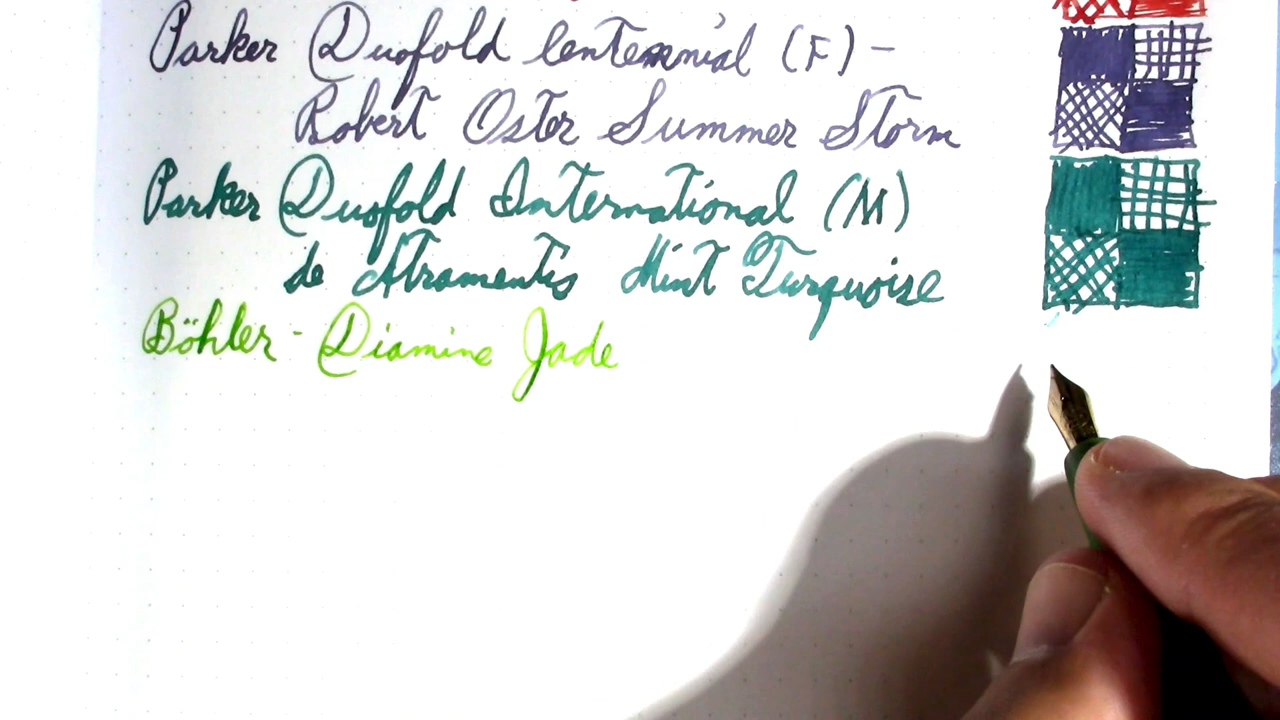 Parker Duofold Centennial (F) -
Robert Oster Summer Storm
Parker Duofold International (M)
de Atramentis Mint Turquoise
Böhler - Diamine Jade